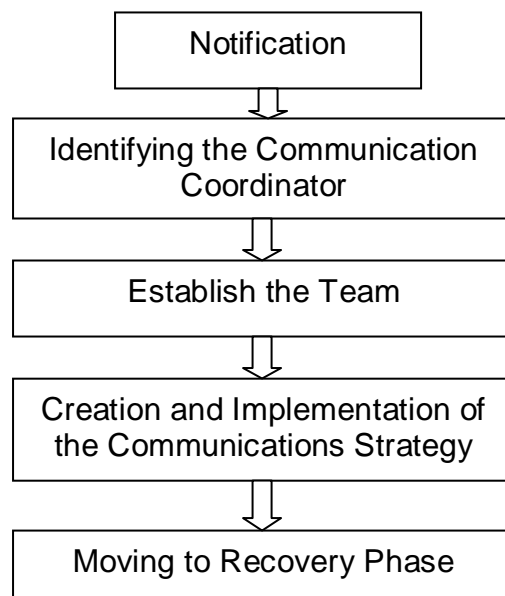 Notification
Identifying the Communication
Coordinator
Establish the Team
Creation and Implementation of
the Communications Strategy
Moving to Recovery Phase